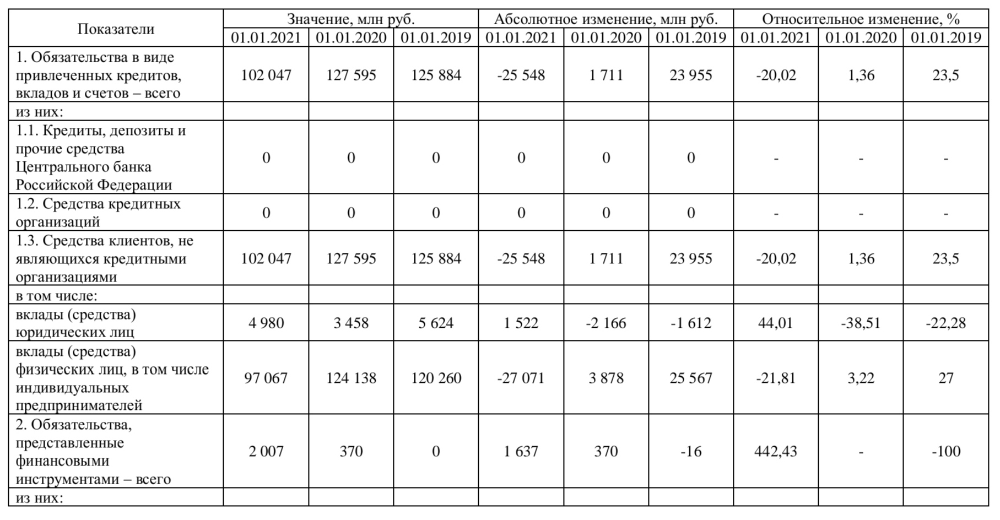 Показатели Значение, млн руб. Абсолютное изменение, млн руб. Относительное изменение, %
01.01.2021 01.01.2020 01.01.2019 01.01.2021 01.01.2020 01.01.2019 01.01.2021 01.01.2020 01.01.2019
1. Обязательства в виде
привлеченных кредитов,
вкладов и счетов – всего
102 047 127 595 125 884 -25 548 1 711 23 955 -20,02 1,36 23,5
из них:
1.1. Кредиты, депозиты и
прочие средства
Центрального банка
Российской Федерации
0 0 0 0 0 0 - - -
1.2. Средства кредитных
организаций
0 0 0 0 0 0 - - -
1.3. Средства клиентов, не
являющихся кредитными
организациями
102 047 127 595 125 884 -25 548 1 711 23 955 -20,02 1,36 23,5
в том числе:
вклады (средства)
юридических лиц
4 980 3 458 5 624 1 522 -2 166 -1 612 44,01 -38,51 -22,28
вклады (средства)
физических лиц, в том числе
индивидуальных
предпринимателей
97 067 124 138 120 260 -27 071 3 878 25 567 -21,81 3,22 27
2. Обязательства,
представленные
финансовыми
инструментами – всего
2 007 370 0 1 637 370 -16 442,43 - -100
из них: